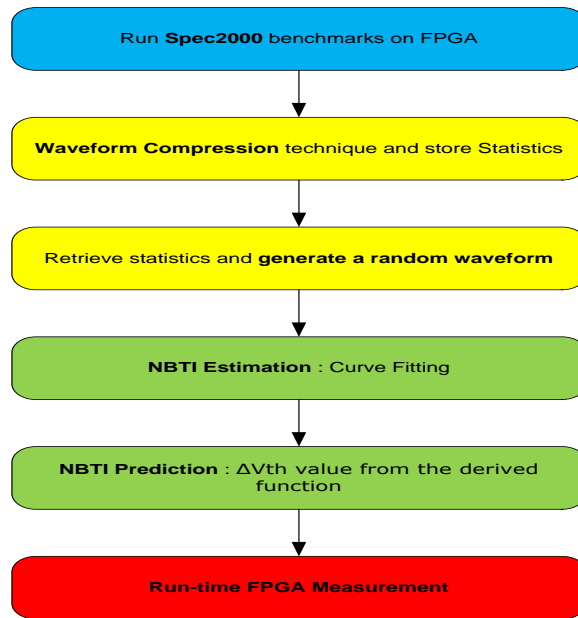 Run Spec2000 benchmarks on FPGA
Waveform Compression technique and store Statistics
Retrieve statistics and generate a random waveform
NBTI Estimation : Curve Fitting
NBTI Prediction : ΔVth value from the derived
function
Run-time FPGA Measurement